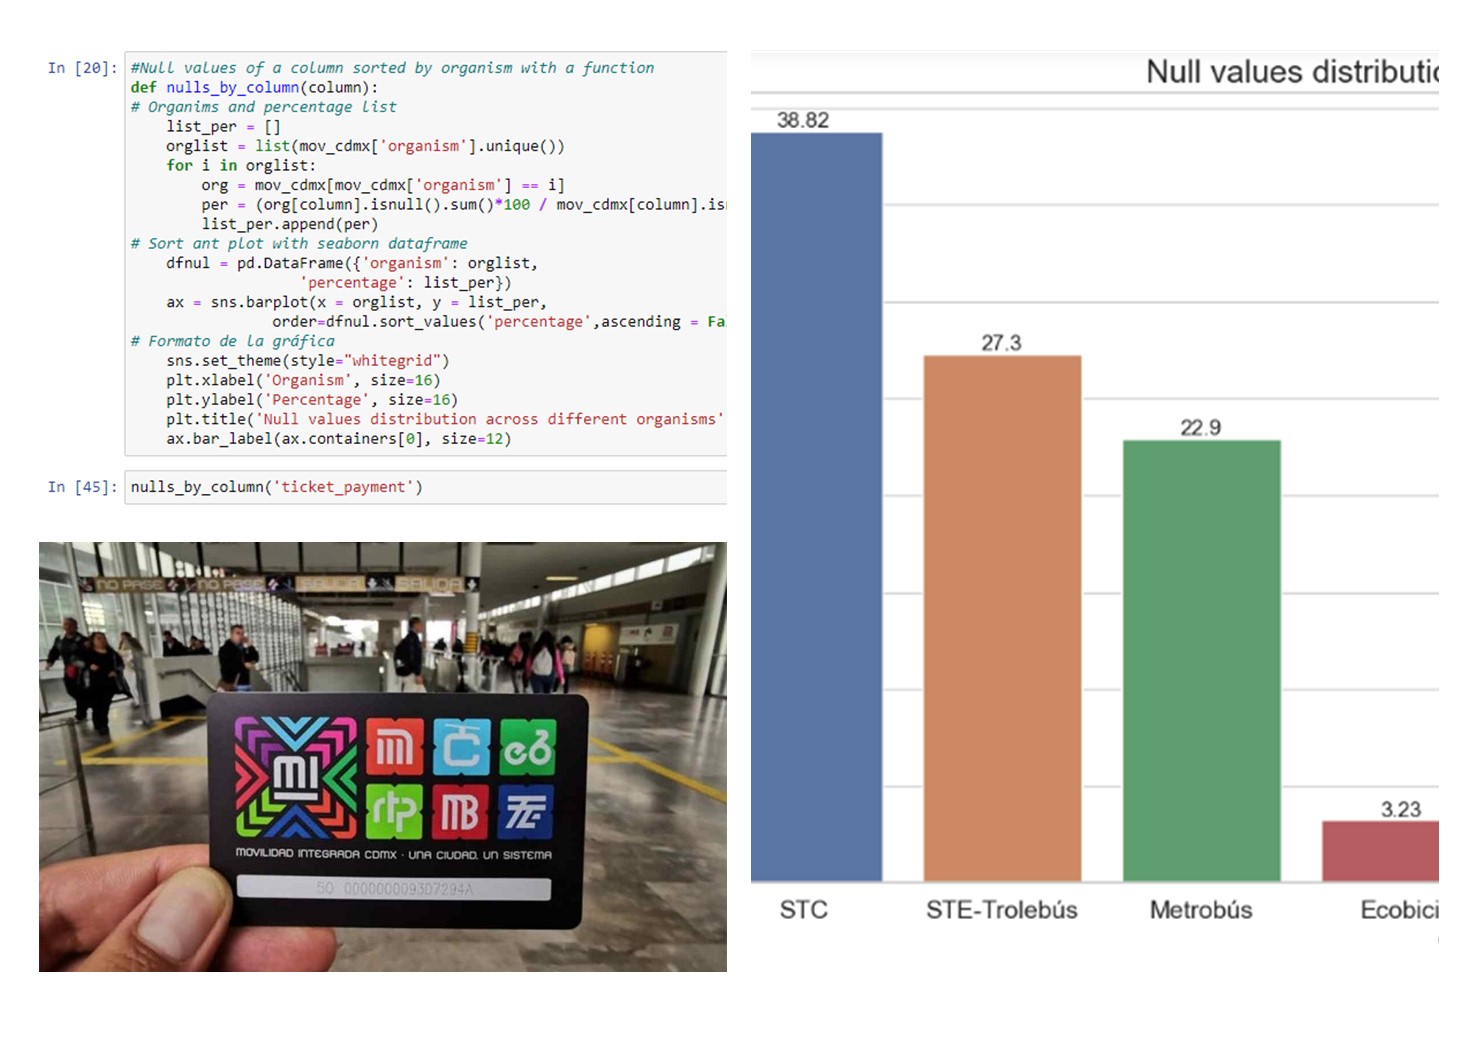 In [20]: #Null values of a column sorted by organism with a function
def nulls_by_column(column):
# Organims and percentage list
    list_per = []
    orglist = list(mov_cdmx['organism'].unique())
    for i in orglist:
        org = mov_cdmx[mov_cdmx['organism'] == i]
        per = (org[column].isnull().sum()*100 / mov_cdmx[column].is
        list_per.append(per)
# Sort ant plot with seaborn dataframe
    dfnul = pd.DataFrame({'organism': orglist,
                   'percentage': list_per})
    ax = sns.barplot(x = orglist, y = list_per,
                order=dfnul.sort_values('percentage',ascending = Fa
# Formato de la gráfica
    sns.set_theme(style="whitegrid")
    plt.xlabel('Organism', size=16)
    plt.ylabel('Percentage', size=16)
    plt.title('Null values distribution across different organisms'
    ax.bar_label(ax.containers[0], size=12)
In [45]: nulls_by_column('ticket_payment')
NO PASE NO PASE SALIDA SALIDA
MI M C eb
rtp MB TE
MOVILIDAD INTEGRADA CDMX · UNA CIUDAD, UN SISTEMA
50 0000000093D7294A
Null values distributio
38.82
27.3
22.9
3.23
STC STE-Trolebús Metrobús Ecobici